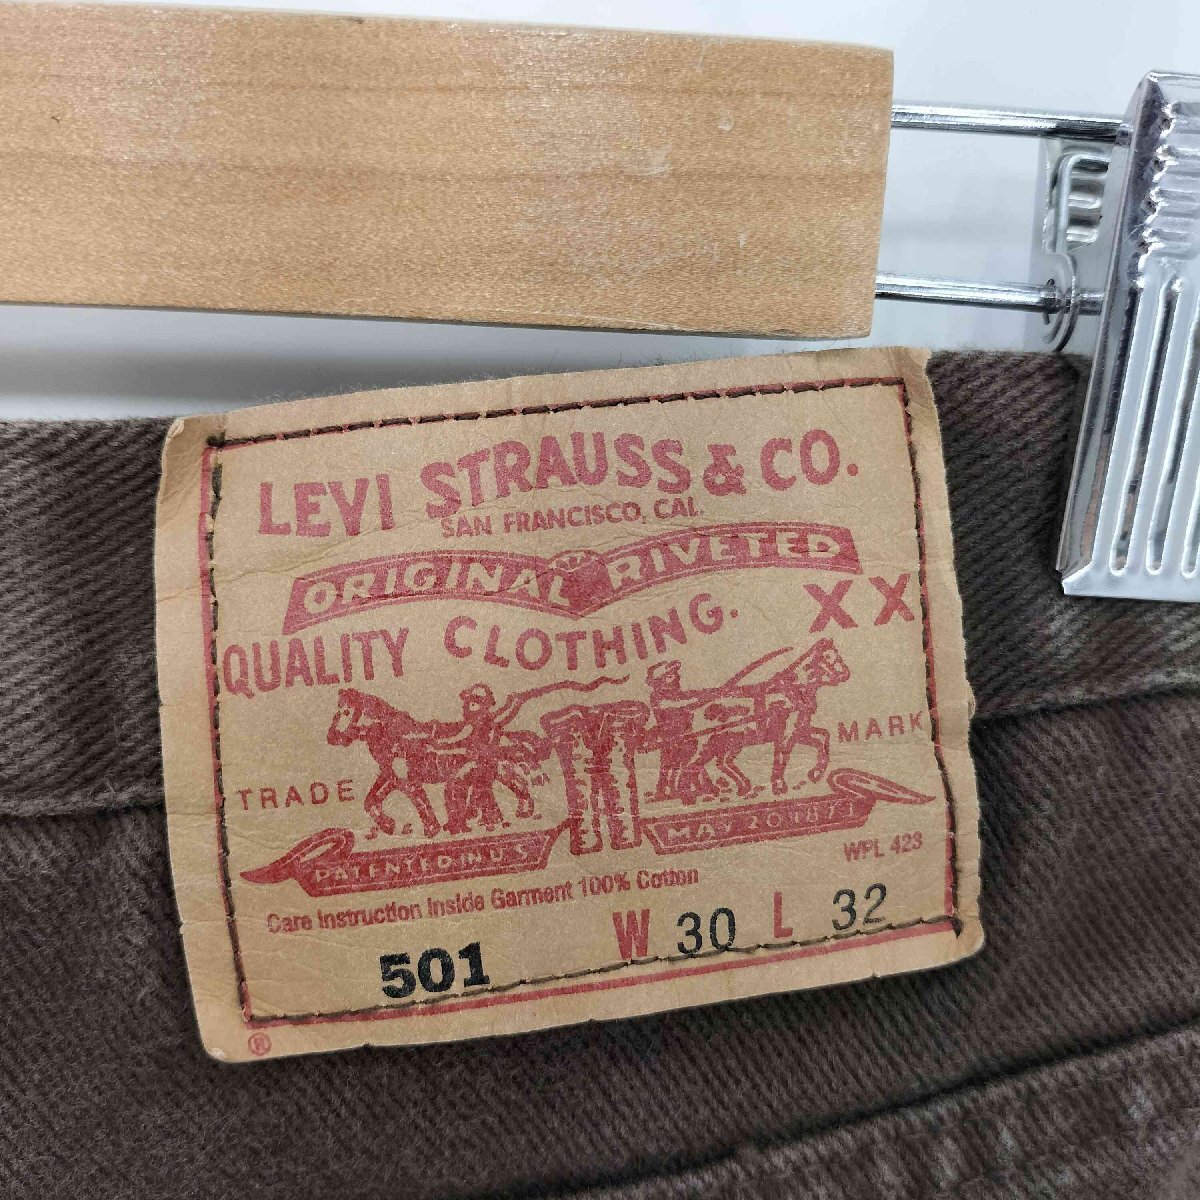 LEVI STRAUSS & CO.
SAN FRANCISCO, CAL.
ORIGINAL RIVETED
QUALITY CLOTHING.
XX
TRADE MARK
PATENTED IN U.S. MAY 20 1873
WPL 423
Care Instruction Inside Garment 100% Cotton
501 W 30 L 32
®